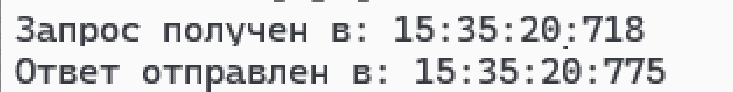 Запрос получен в: 15:35:20:718
Ответ отправлен в: 15:35:20:775